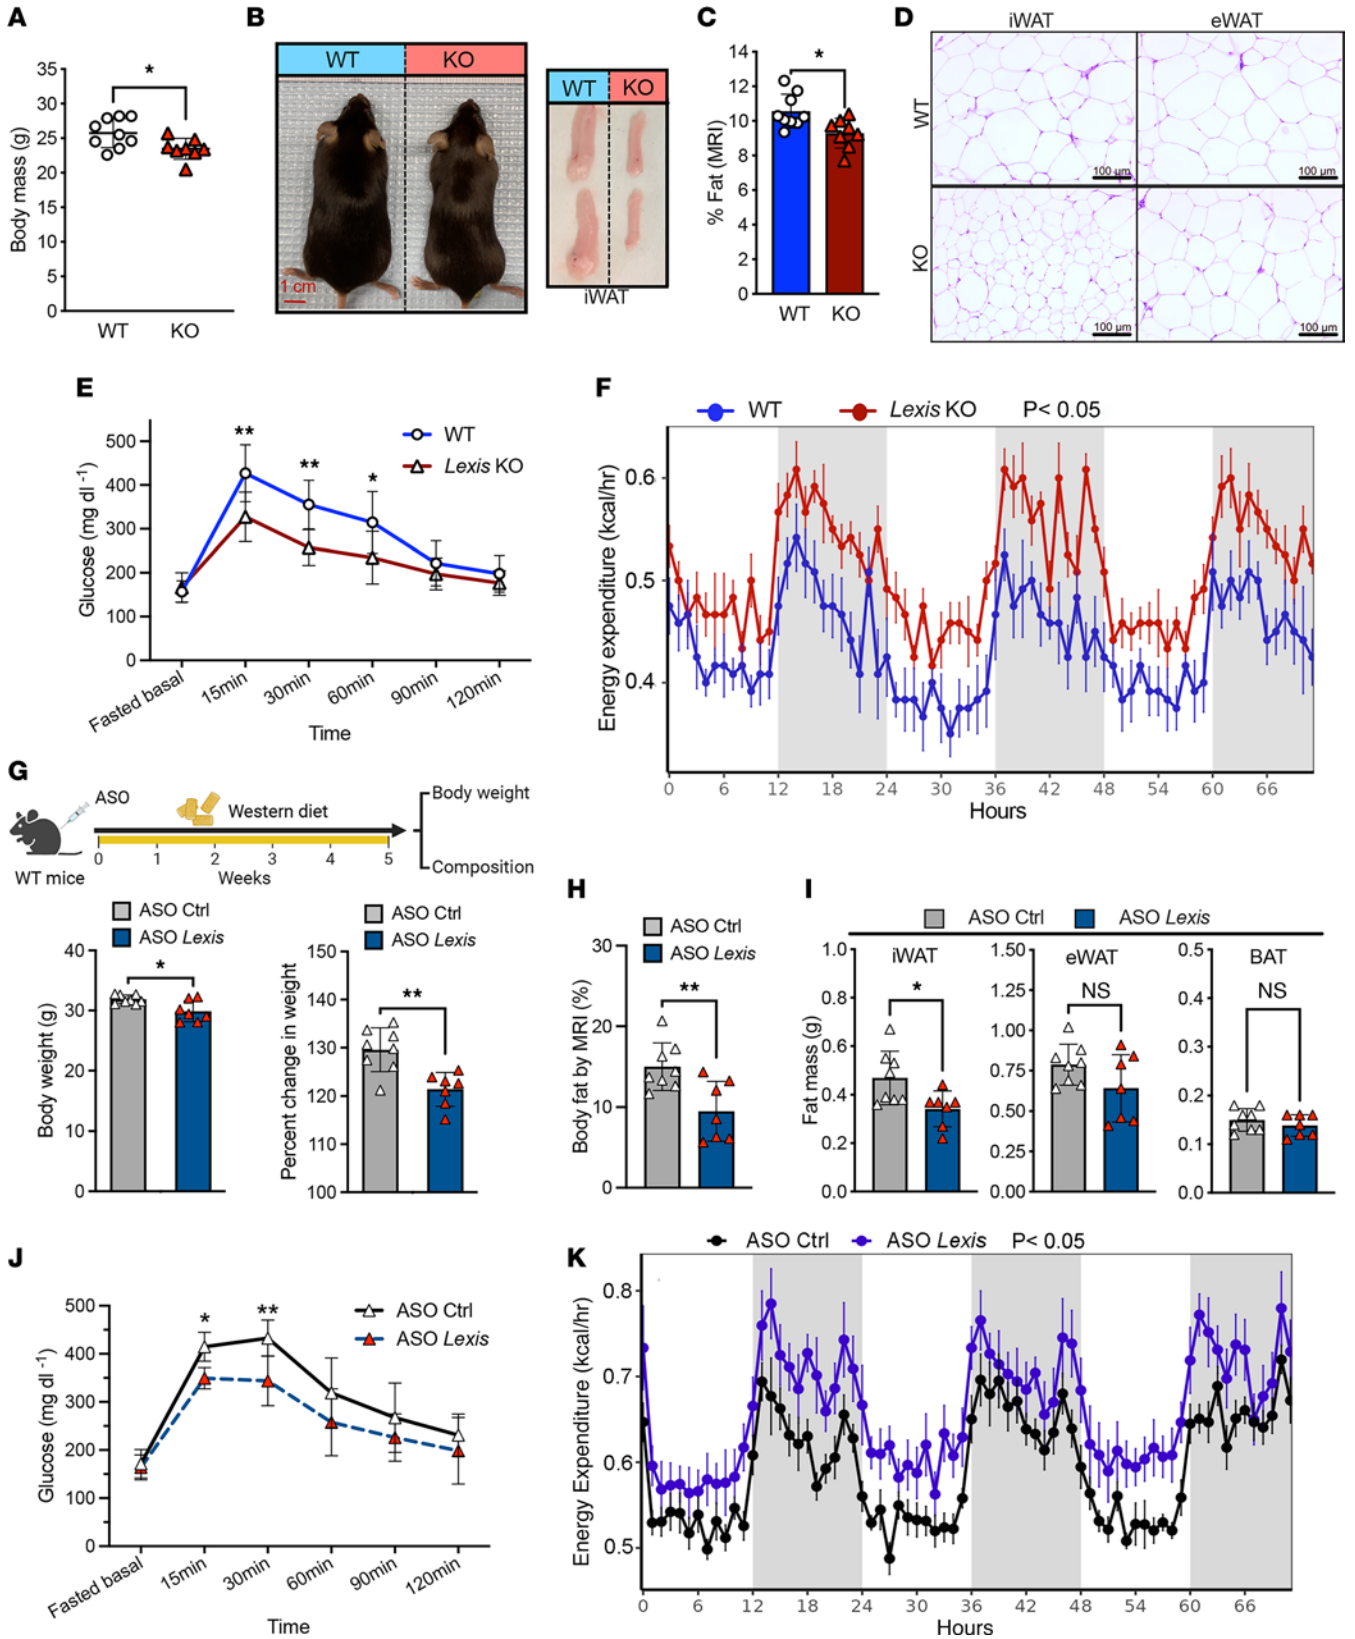 A
Body mass (g)
35
30
25
20
15
10
5
0
*
WT
KO
B
WT
KO
1 cm
WT
KO
iWAT
C
% Fat (MRI)
14
12
10
8
6
4
2
0
*
WT
KO
D
iWAT
eWAT
WT
KO
100 µm
100 µm
100 µm
100 µm
E
Glucose (mg dl -1)
500
400
300
200
100
0
**
**
*
WT
Lexis KO
Fasted basal
15min
30min
60min
90min
120min
Time
F
WT
Lexis KO
P< 0.05
Energy expenditure (kcal/hr)
0.6
0.5
0.4
0 6 12 18 24 30 36 42 48 54 60 66
Hours
G
ASO
Western diet
WT mice
0 1 2 3 4 5
Weeks
Body weight
Composition
ASO Ctrl
ASO Lexis
Body weight (g)
40
30
20
10
0
*
ASO Ctrl
ASO Lexis
Percent change in weight
150
140
130
120
110
100
**
H
ASO Ctrl
ASO Lexis
Body fat by MRI (%)
30
20
10
0
**
I
ASO Ctrl
ASO Lexis
Fat mass (g)
iWAT
1.0
0.8
0.6
0.4
0.2
0.0
*
eWAT
1.50
1.25
1.00
0.75
0.50
0.25
0.00
NS
BAT
0.5
0.4
0.3
0.2
0.1
0.0
NS
J
Glucose (mg dl -1)
500
400
300
200
100
0
*
**
ASO Ctrl
ASO Lexis
Fasted basal
15min
30min
60min
90min
120min
Time
K
ASO Ctrl
ASO Lexis
P< 0.05
Energy Expenditure (kcal/hr)
0.8
0.7
0.6
0.5
0 6 12 18 24 30 36 42 48 54 60 66
Hours